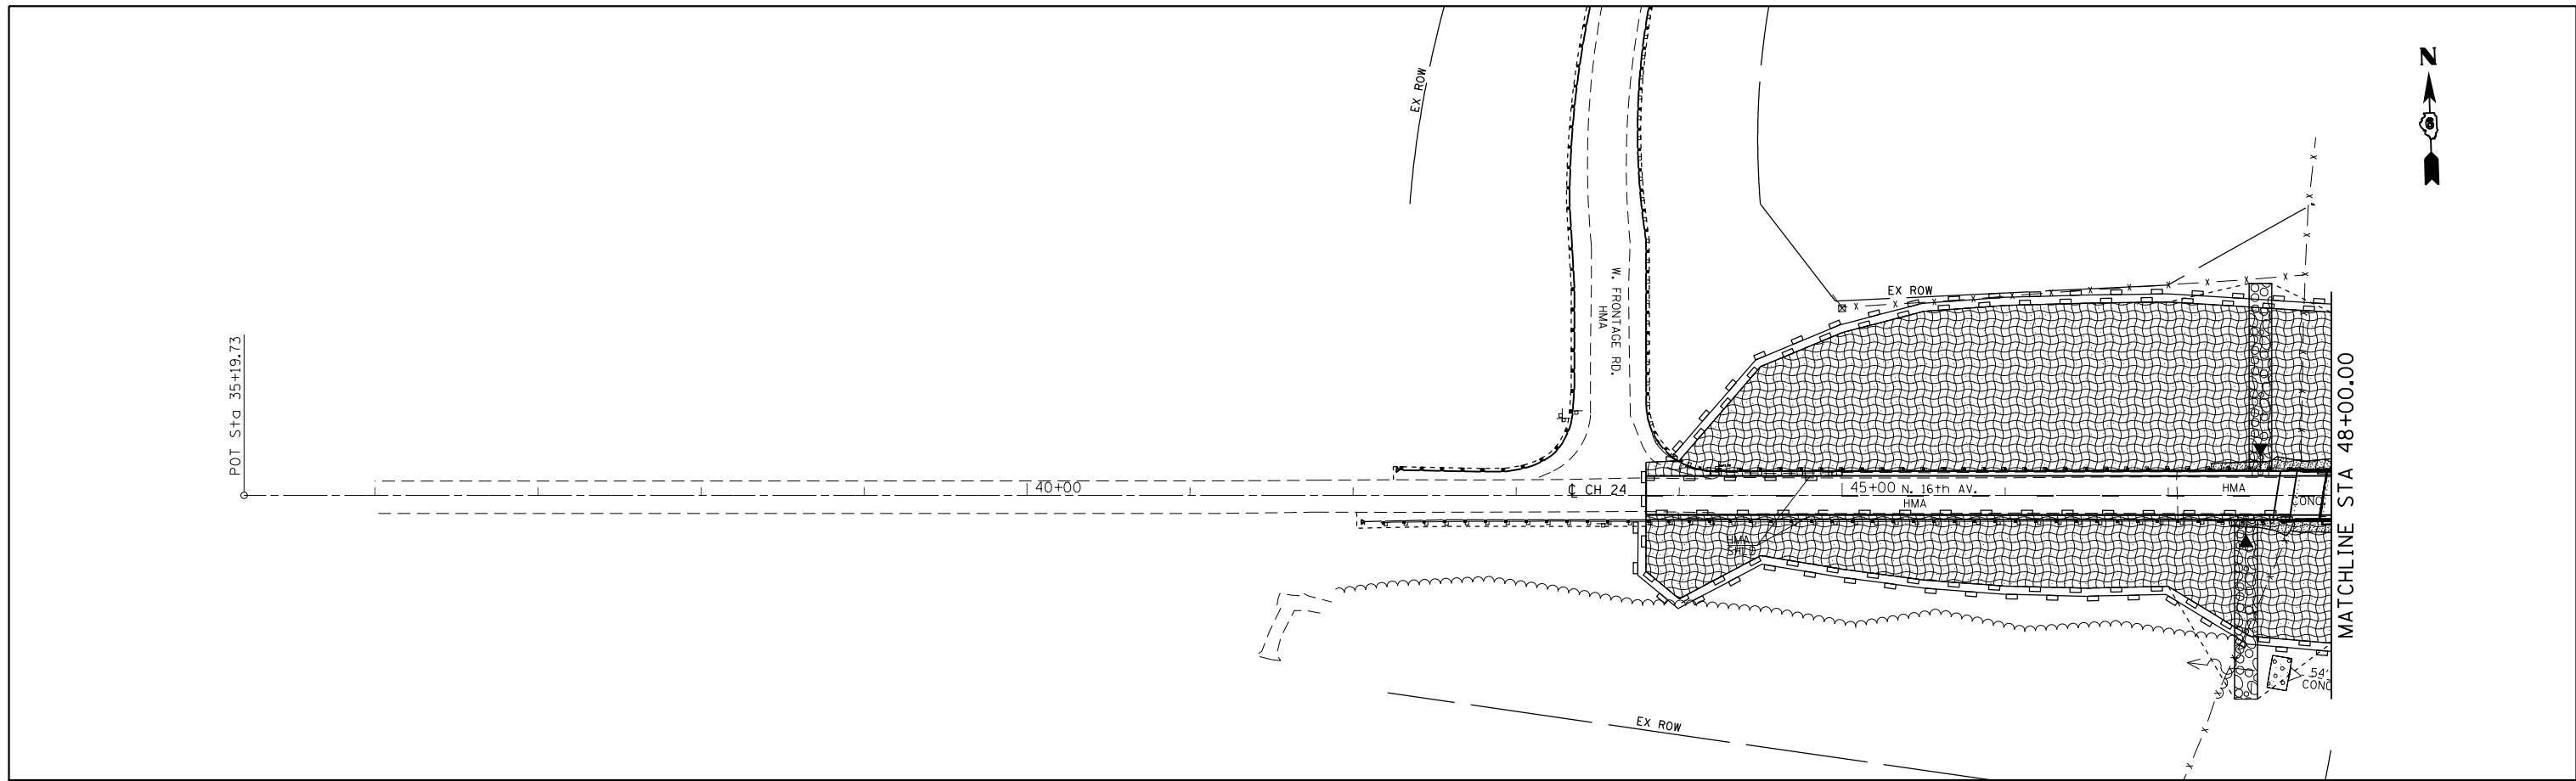 N
EX ROW
W. FRONTAGE RD.
HMA
EX ROW
POT Sta 35+19.73
MATCHLINE STA 48+00.00
40+00
℄ CH 24
45+00 N. 16th AV.
HMA
HMA
CONC
HMA
SHLD
54"
CONC
EX ROW